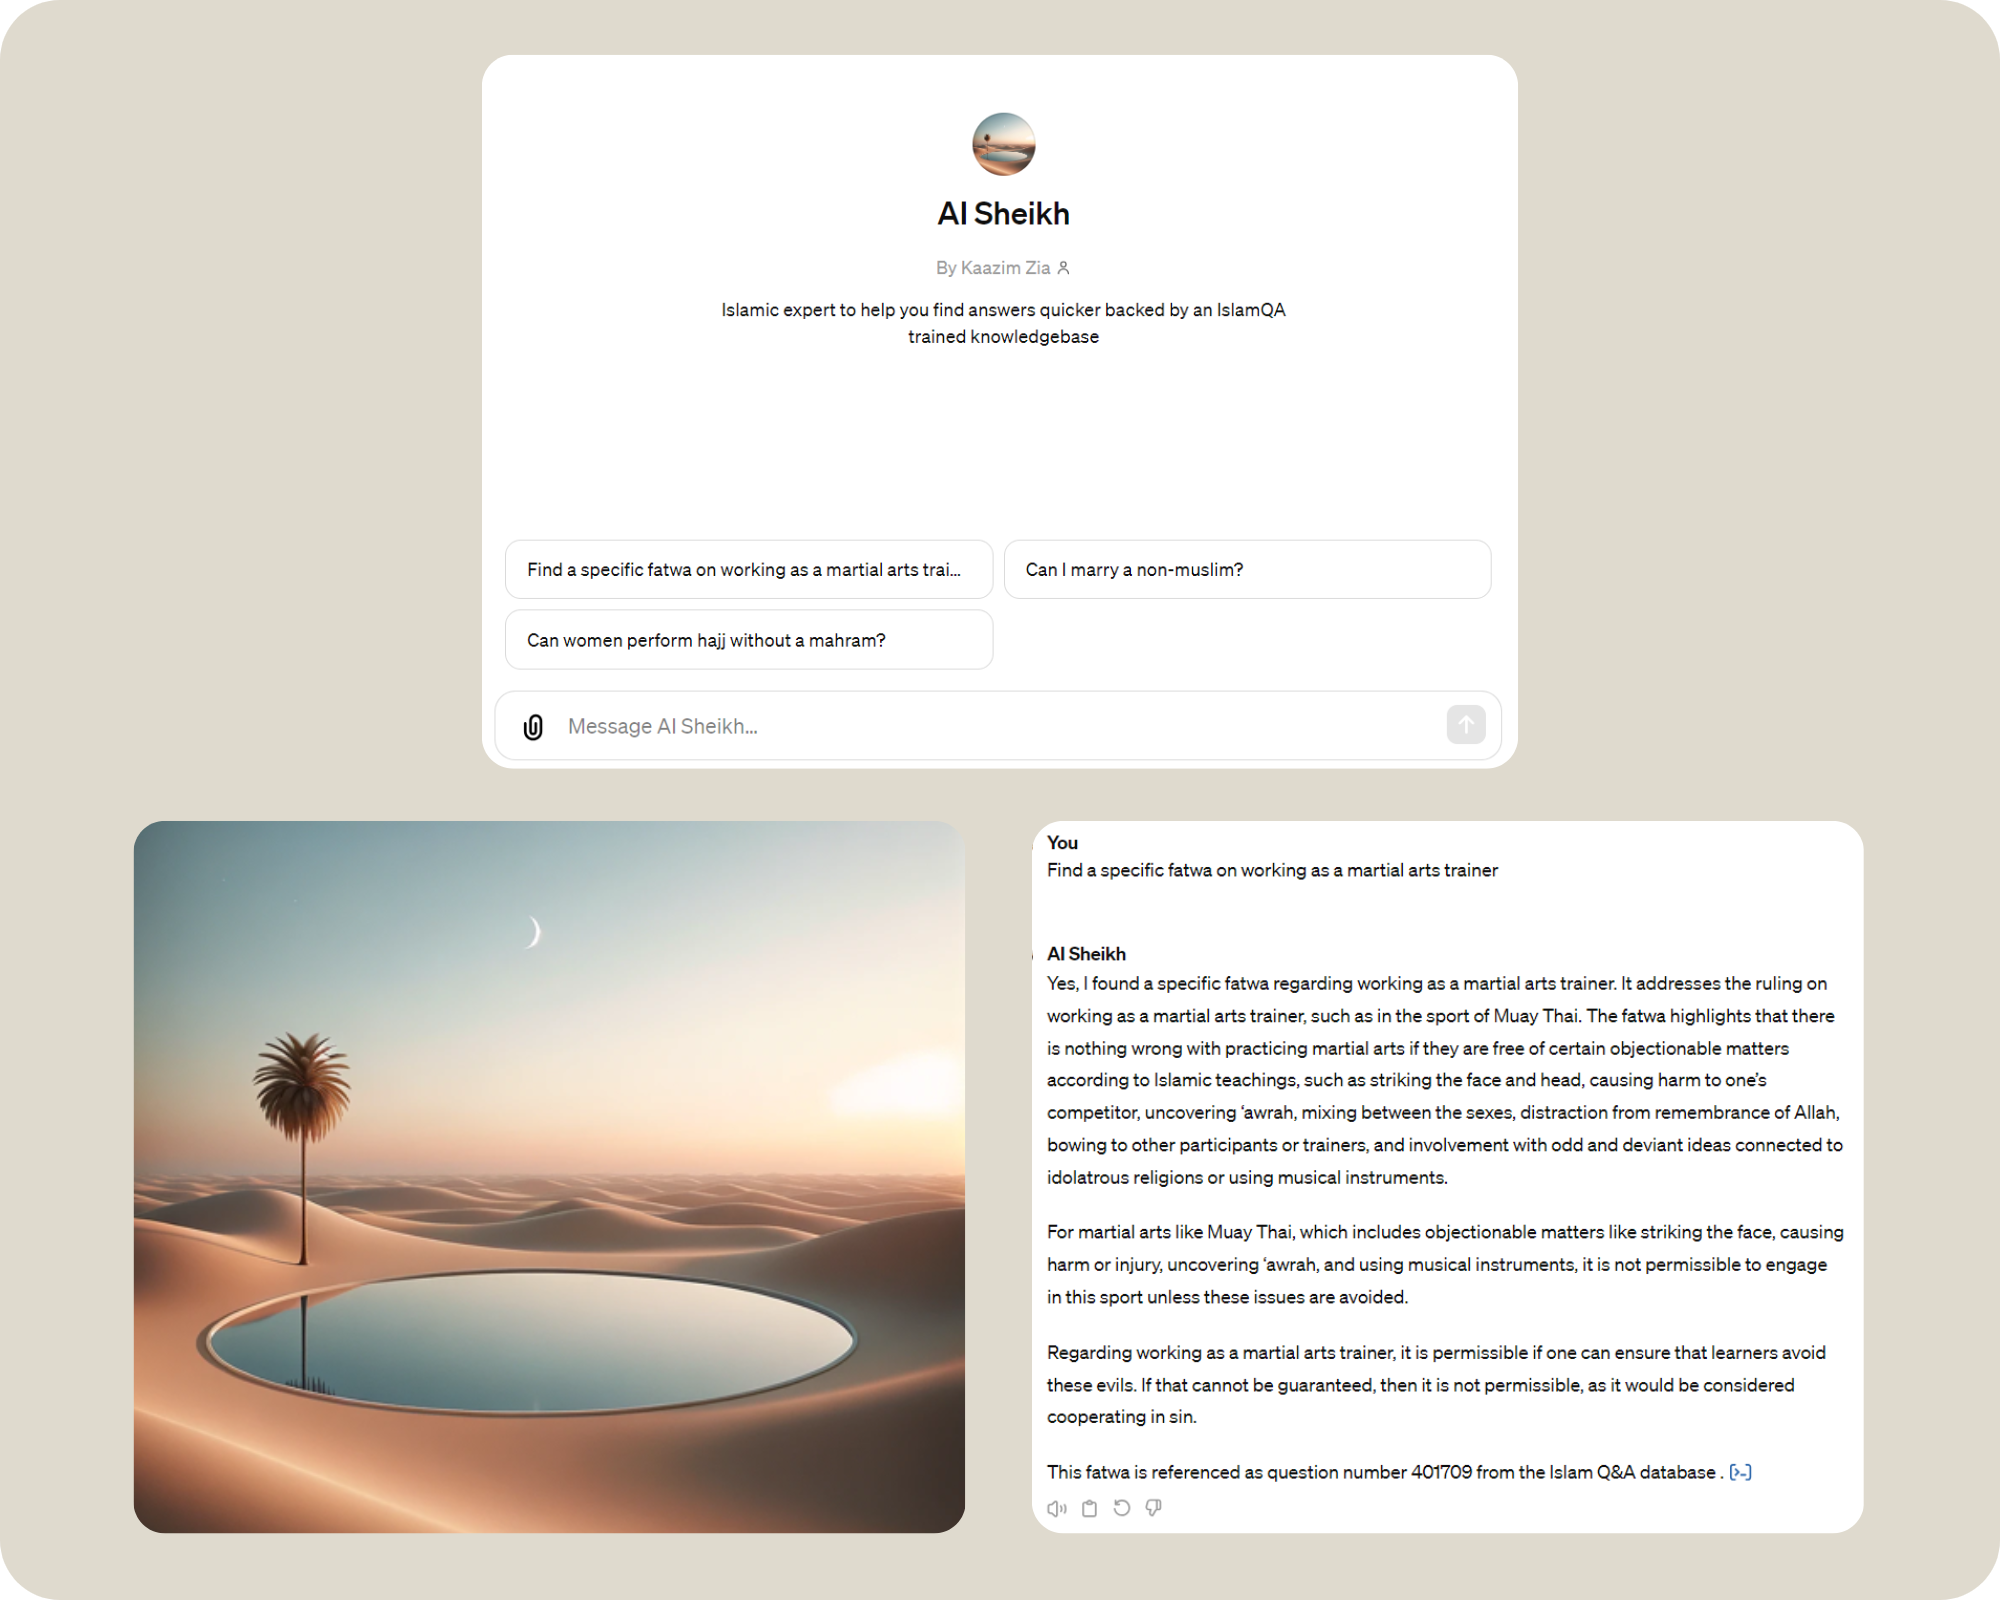 AI Sheikh
By Kaazim Zia
Islamic expert to help you find answers quicker backed by an IslamQA
trained knowledgebase
Find a specific fatwa on working as a martial arts trai...
Can I marry a non-muslim?
Can women perform hajj without a mahram?
Message AI Sheikh...
You
Find a specific fatwa on working as a martial arts trainer
AI Sheikh
Yes, I found a specific fatwa regarding working as a martial arts trainer. It addresses the ruling on
working as a martial arts trainer, such as in the sport of Muay Thai. The fatwa highlights that there
is nothing wrong with practicing martial arts if they are free of certain objectionable matters
according to Islamic teachings, such as striking the face and head, causing harm to one’s
competitor, uncovering ‘awrah, mixing between the sexes, distraction from remembrance of Allah,
bowing to other participants or trainers, and involvement with odd and deviant ideas connected to
idolatrous religions or using musical instruments.
For martial arts like Muay Thai, which includes objectionable matters like striking the face, causing
harm or injury, uncovering ‘awrah, and using musical instruments, it is not permissible to engage
in this sport unless these issues are avoided.
Regarding working as a martial arts trainer, it is permissible if one can ensure that learners avoid
these evils. If that cannot be guaranteed, then it is not permissible, as it would be considered
cooperating in sin.
This fatwa is referenced as question number 401709 from the Islam Q&A database . [>-]